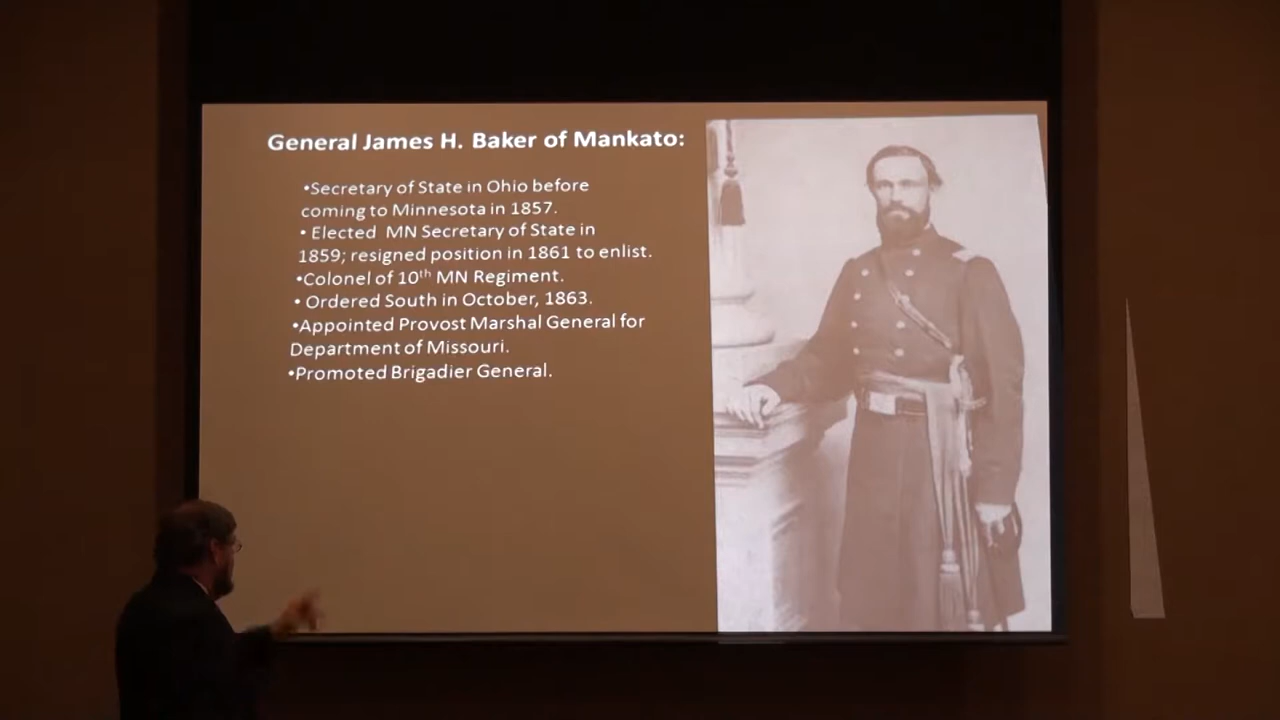 General James H. Baker of Mankato:
•Secretary of State in Ohio before
coming to Minnesota in 1857.
• Elected MN Secretary of State in
1859; resigned position in 1861 to enlist.
•Colonel of 10th MN Regiment.
• Ordered South in October, 1863.
•Appointed Provost Marshal General for
Department of Missouri.
•Promoted Brigadier General.